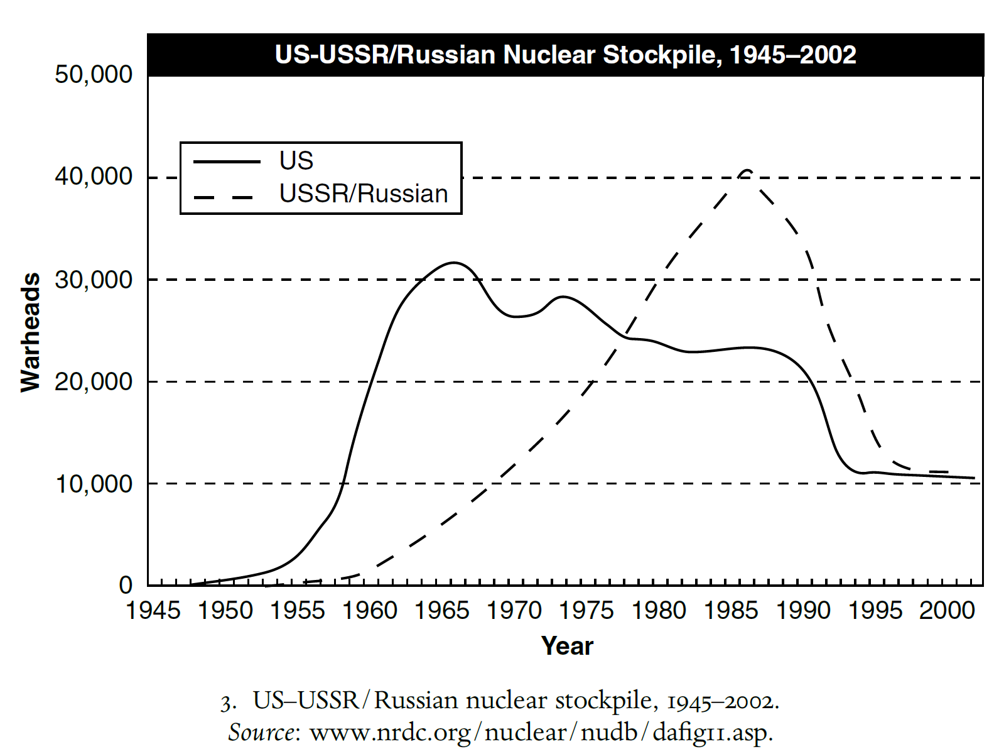 US-USSR/Russian Nuclear Stockpile, 1945–2002
50,000
40,000
30,000
20,000
10,000
0
Warheads
US
USSR/Russian
1945 1950 1955 1960 1965 1970 1975 1980 1985 1990 1995 2000
Year
3. US–USSR/Russian nuclear stockpile, 1945–2002.
Source: www.nrdc.org/nuclear/nudb/dafig11.asp.